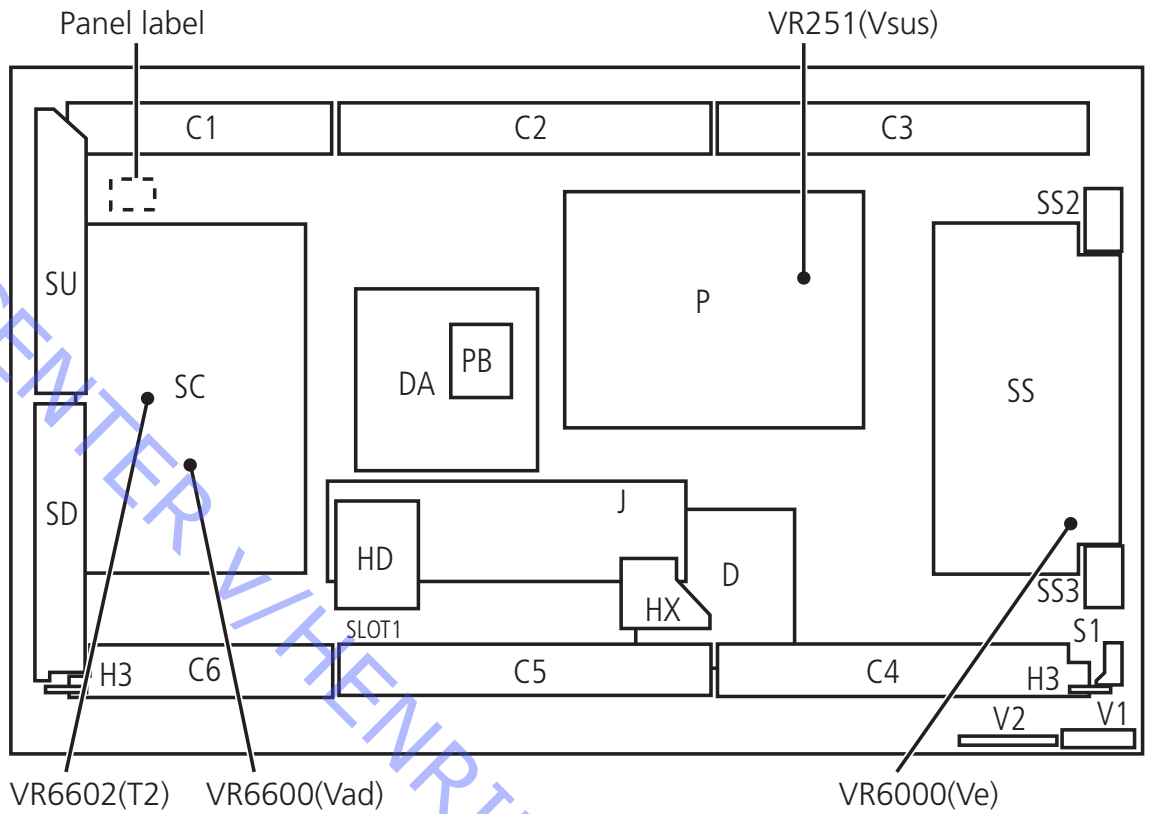 Panel label
VR251(Vsus)
C1
C2
C3
SS2
SU
P
PB
DA
SC
SS
SD
J
HD
D
HX
SS3
SLOT1
S1
H3
C6
C5
C4
H3
V2
V1
VR6602(T2)
VR6600(Vad)
VR6000(Ve)